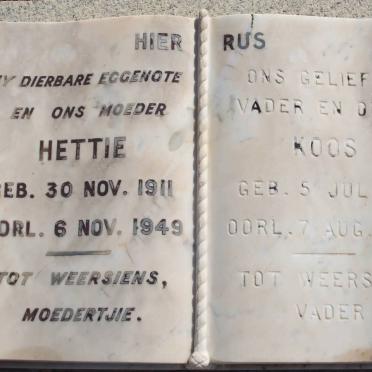 HIER RUS
MY DIERBARE EGGENOTE
EN ONS MOEDER
HETTIE
GEB. 30 NOV. 1911
OORL. 6 NOV. 1949
TOT WEERSIENS,
MOEDERTJIE.
ONS GELIEF
VADER EN O
KOOS
GEB. 5 JUL
OORL. 7 AUG.
TOT WEERS
VADER